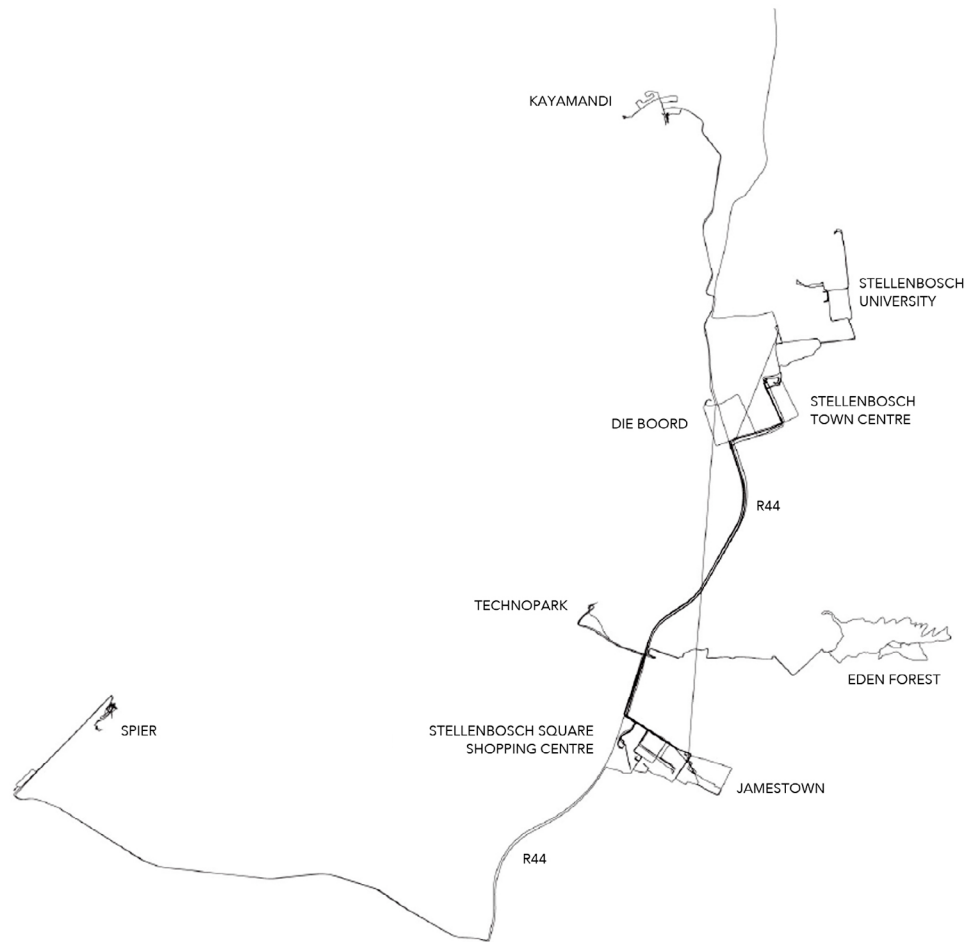 KAYAMANDI
STELLENBOSCH
UNIVERSITY
STELLENBOSCH
TOWN CENTRE
DIE BOORD
R44
TECHNOPARK
EDEN FOREST
SPIER
STELLENBOSCH SQUARE
SHOPPING CENTRE
JAMESTOWN
R44